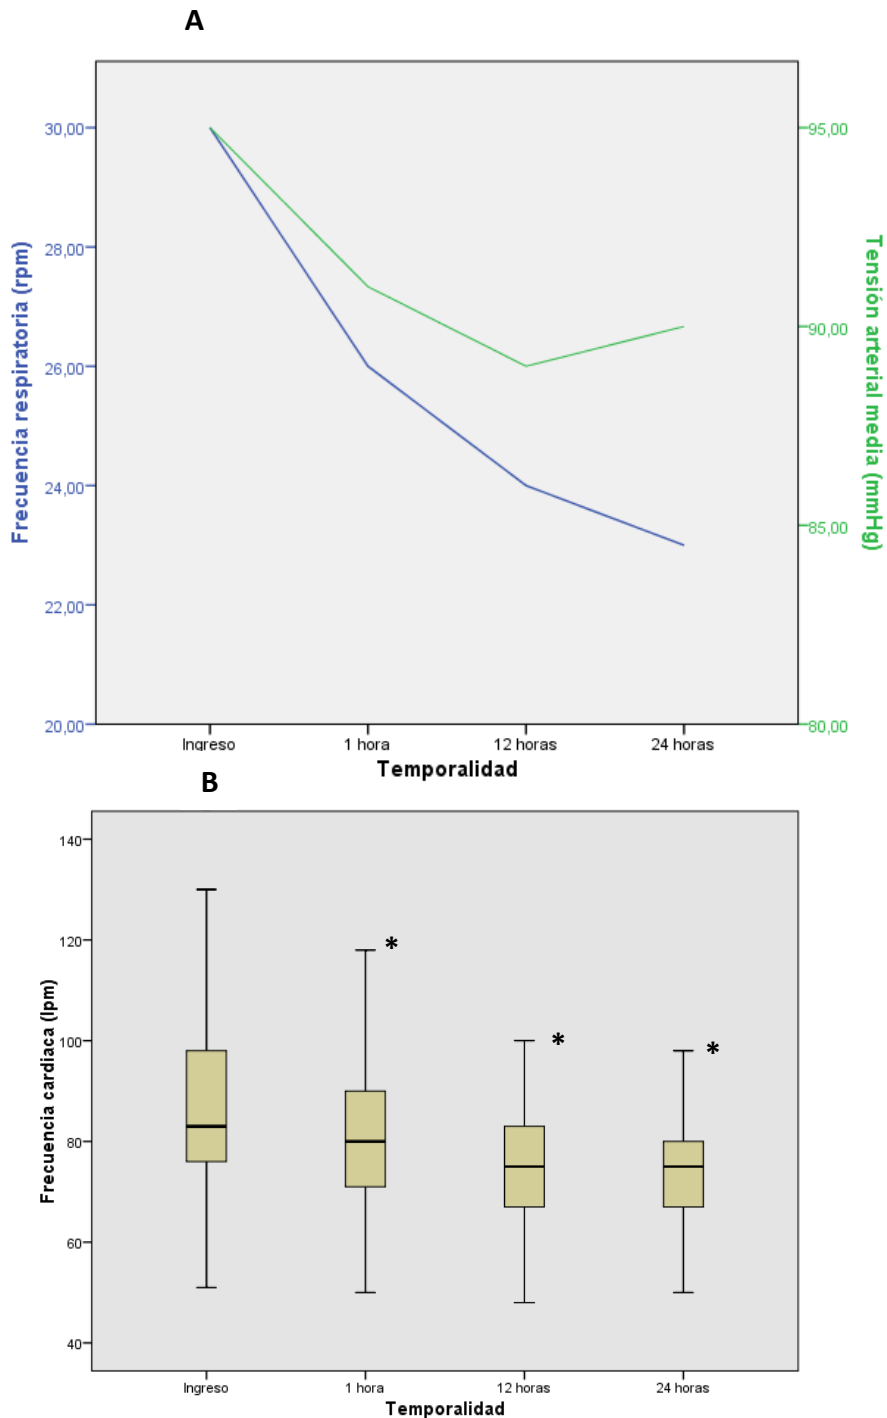 A
30,00
28,00
26,00
24,00
22,00
20,00
Frecuencia respiratoria (rpm)
95,00
90,00
85,00
80,00
Tensión arterial media (mmHg)
Ingreso 1 hora 12 horas 24 horas
Temporalidad
B
140
120
100
80
60
40
Frecuencia cardiaca (lpm)
*
*
*
Ingreso 1 hora 12 horas 24 horas
Temporalidad